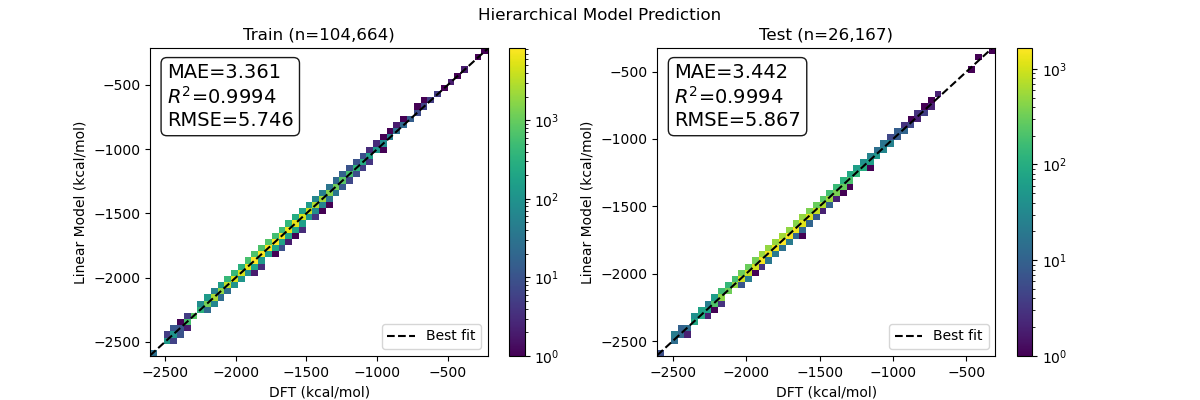 Hierarchical Model Prediction
Train (n=104,664)
MAE=3.361
R²=0.9994
RMSE=5.746
−500
−1000
−1500
−2000
−2500
Linear Model (kcal/mol)
−2500
−2000
−1500
−1000
−500
DFT (kcal/mol)
Best fit
10³
10²
10¹
10⁰
Test (n=26,167)
MAE=3.442
R²=0.9994
RMSE=5.867
−500
−1000
−1500
−2000
−2500
Linear Model (kcal/mol)
−2500
−2000
−1500
−1000
−500
DFT (kcal/mol)
Best fit
10³
10²
10¹
10⁰